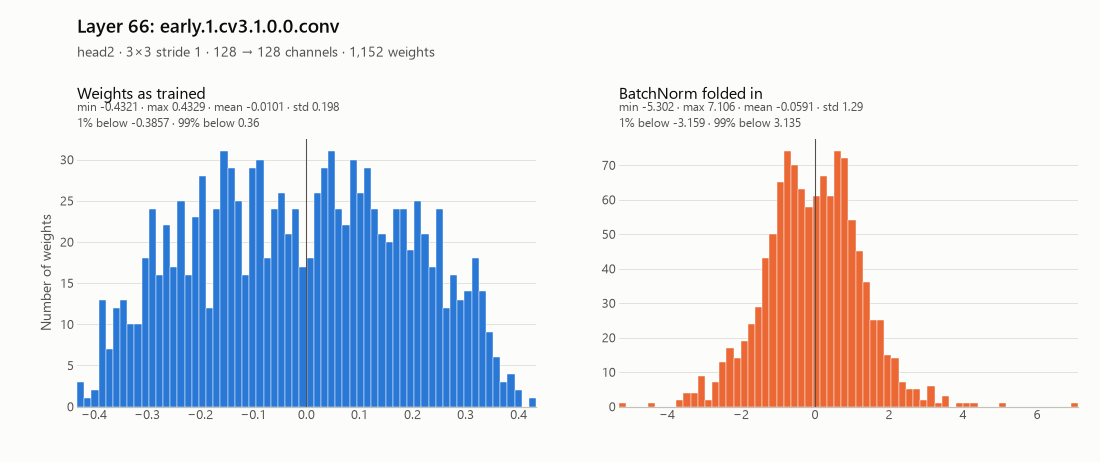 Layer 66: early.1.cv3.1.0.0.conv
head2 · 3×3 stride 1 · 128 → 128 channels · 1,152 weights
Weights as trained
min -0.4321 · max 0.4329 · mean -0.0101 · std 0.198
1% below -0.3857 · 99% below 0.36
Number of weights
30
25
20
15
10
5
0
−0.4 −0.3 −0.2 −0.1 0.0 0.1 0.2 0.3 0.4
BatchNorm folded in
min -5.302 · max 7.106 · mean -0.0591 · std 1.29
1% below -3.159 · 99% below 3.135
70
60
50
40
30
20
10
0
−4 −2 0 2 4 6